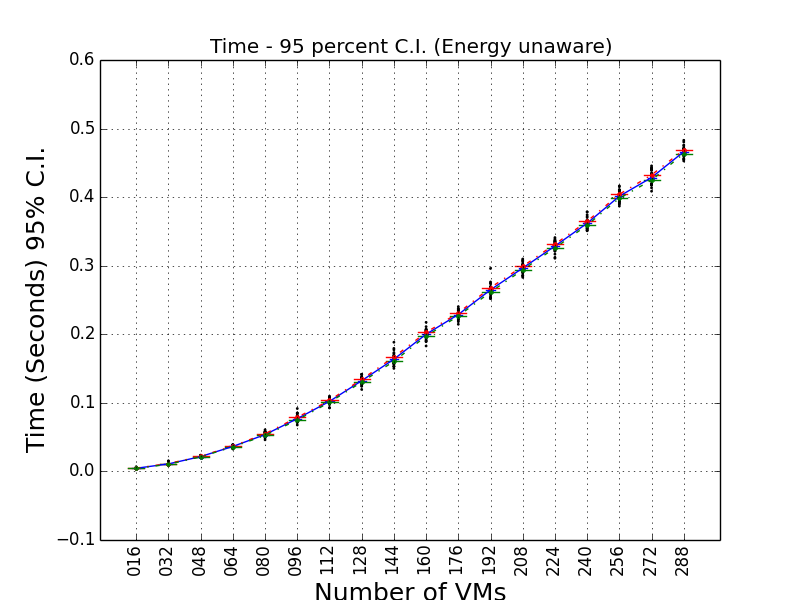 Time - 95 percent C.I. (Energy unaware)
Time (Seconds) 95% C.I.
0.6
0.5
0.4
0.3
0.2
0.1
0.0
−0.1
016 032 048 064 080 096 112 128 144 160 176 192 208 224 240 256 272 288
Number of VMs